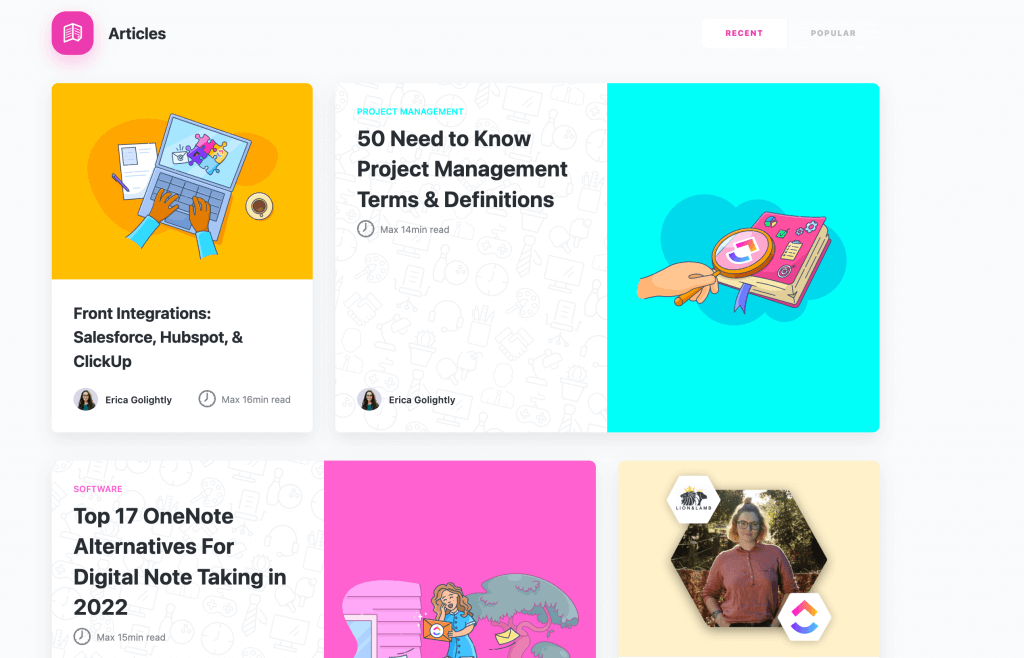 Articles
RECENT
POPULAR
Front Integrations:
Salesforce, Hubspot, &
ClickUp
Erica Golightly
Max 16min read
PROJECT MANAGEMENT
50 Need to Know
Project Management
Terms & Definitions
Max 14min read
Erica Golightly
SOFTWARE
Top 17 OneNote
Alternatives For
Digital Note Taking in
2022
Max 15min read
LION&LAMB